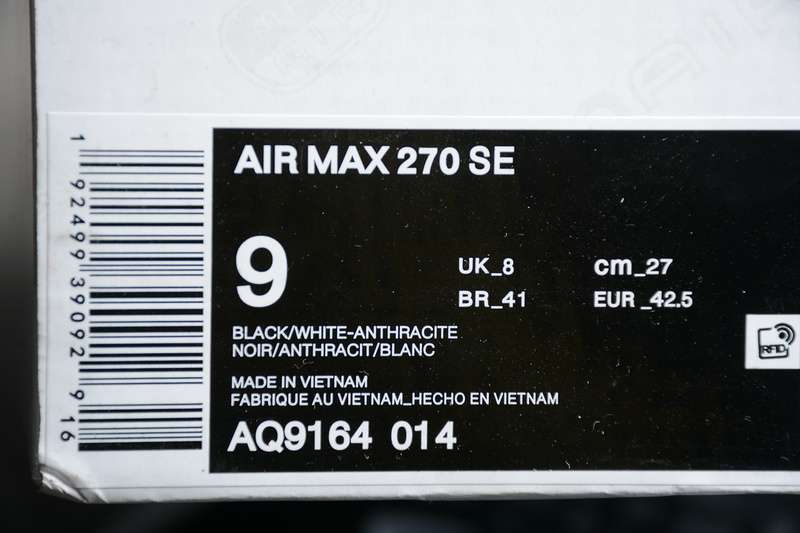 AIR MAX 270 SE
9
UK_8
cm_27
BR_41
EUR_42.5
BLACK/WHITE-ANTHRACITE
NOIR/ANTHRACIT/BLANC
MADE IN VIETNAM
FABRIQUE AU VIETNAM_HECHO EN VIETNAM
AQ9164 014
RFID
1 92499 39092 9 16